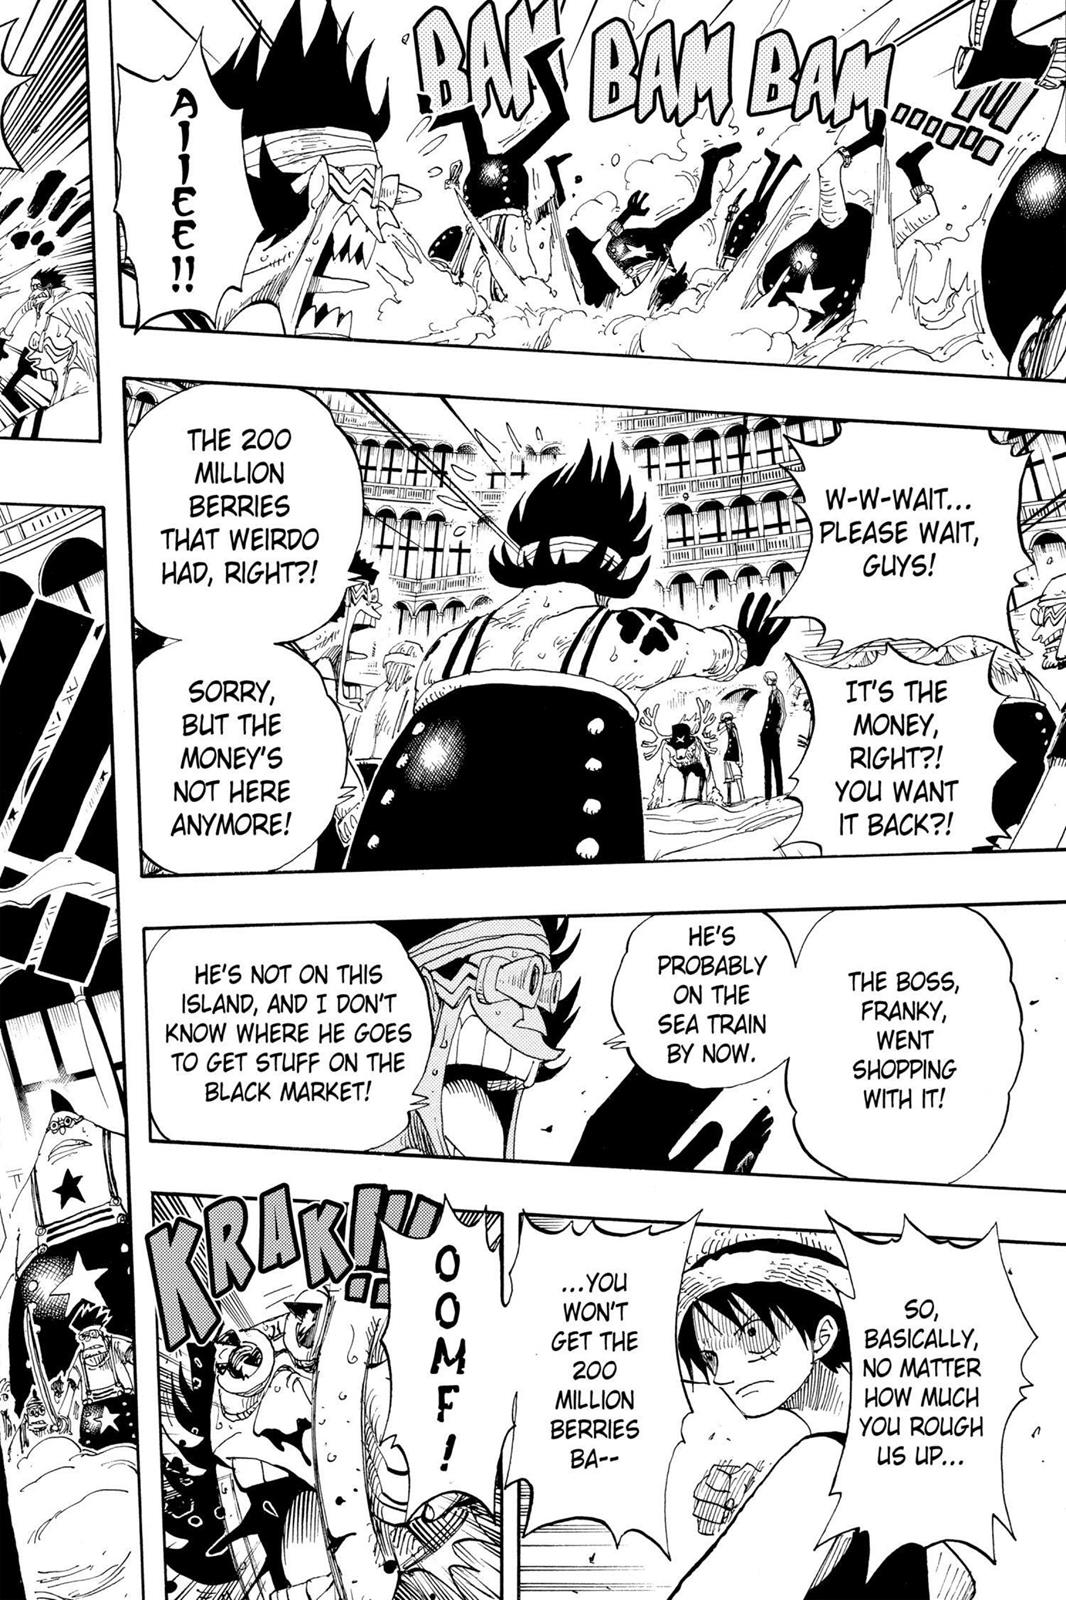 BAM BAM BAM......!!!
AIIEE!!
W-W-WAIT...
PLEASE WAIT,
GUYS!
IT'S THE
MONEY,
RIGHT?!
YOU WANT
IT BACK?!
THE 200
MILLION
BERRIES
THAT WEIRDO
HAD, RIGHT?!
SORRY,
BUT THE
MONEY'S
NOT HERE
ANYMORE!
THE BOSS,
FRANKY,
WENT
SHOPPING
WITH IT!
HE'S
PROBABLY
ON THE
SEA TRAIN
BY NOW.
HE'S NOT ON THIS
ISLAND, AND I DON'T
KNOW WHERE HE GOES
TO GET STUFF ON THE
BLACK MARKET!
SO,
BASICALLY,
NO MATTER
HOW MUCH
YOU ROUGH
US UP...
...YOU
WON'T
GET THE
200
MILLION
BERRIES
BA--
OOMF!
KRAK!!